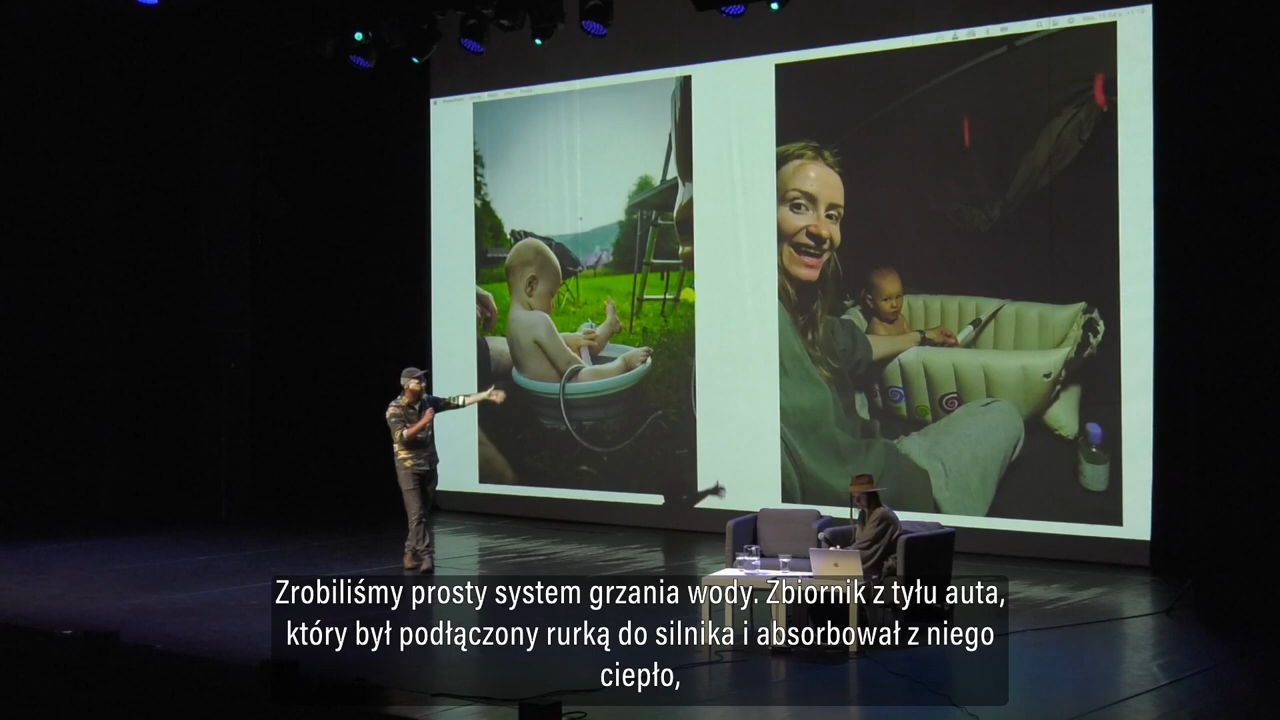 Zrobiliśmy prosty system grzania wody. Zbiornik z tyłu auta,
który był podłączony rurką do silnika i absorbował z niego
ciepło,